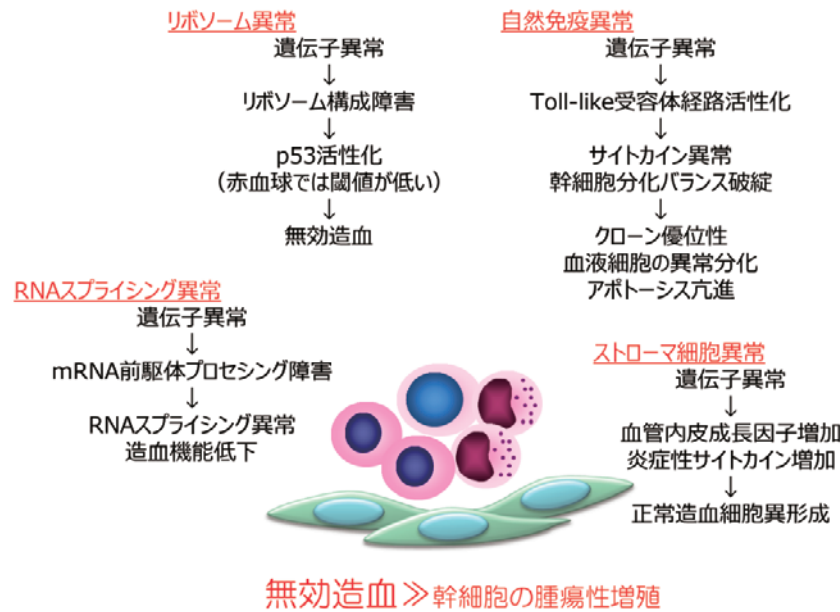 リボソーム異常
遺伝子異常
↓
リボソーム構成障害
↓
p53活性化
（赤血球では閾値が低い）
↓
無効造血
自然免疫異常
遺伝子異常
↓
Toll-like受容体経路活性化
↓
サイトカイン異常
幹細胞分化バランス破綻
↓
クローン優位性
血液細胞の異常分化
アポトーシス亢進
RNAスプライシング異常
遺伝子異常
↓
mRNA前駆体プロセシング障害
↓
RNAスプライシング異常
造血機能低下
ストローマ細胞異常
遺伝子異常
↓
血管内皮成長因子増加
炎症性サイトカイン増加
↓
正常造血細胞異形成
無効造血≫幹細胞の腫瘍性増殖